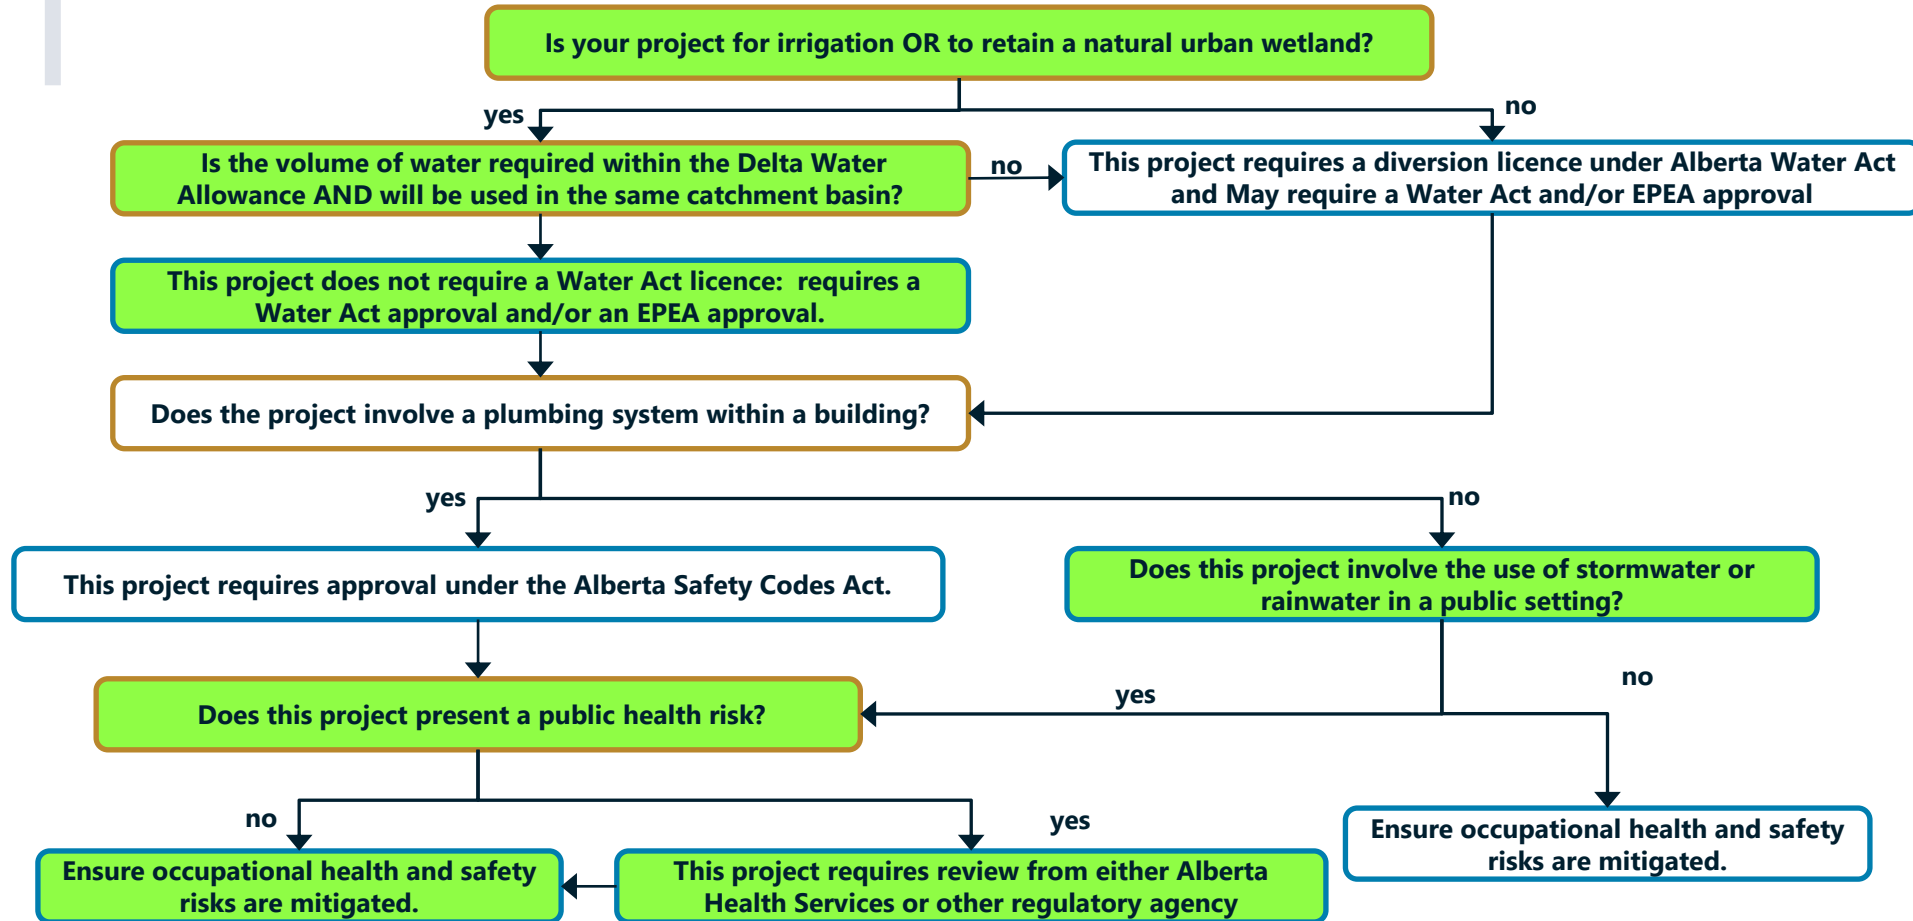 Is your project for irrigation OR to retain a natural urban wetland?
yes
no
Is the volume of water required within the Delta Water
Allowance AND will be used in the same catchment basin?
no
This project requires a diversion licence under Alberta Water Act
and May require a Water Act and/or EPEA approval
This project does not require a Water Act licence: requires a
Water Act approval and/or an EPEA approval.
Does the project involve a plumbing system within a building?
yes
no
This project requires approval under the Alberta Safety Codes Act.
Does this project involve the use of stormwater or
rainwater in a public setting?
no
yes
Does this project present a public health risk?
no
yes
Ensure occupational health and safety
risks are mitigated.
This project requires review from either Alberta
Health Services or other regulatory agency
Ensure occupational health and safety
risks are mitigated.